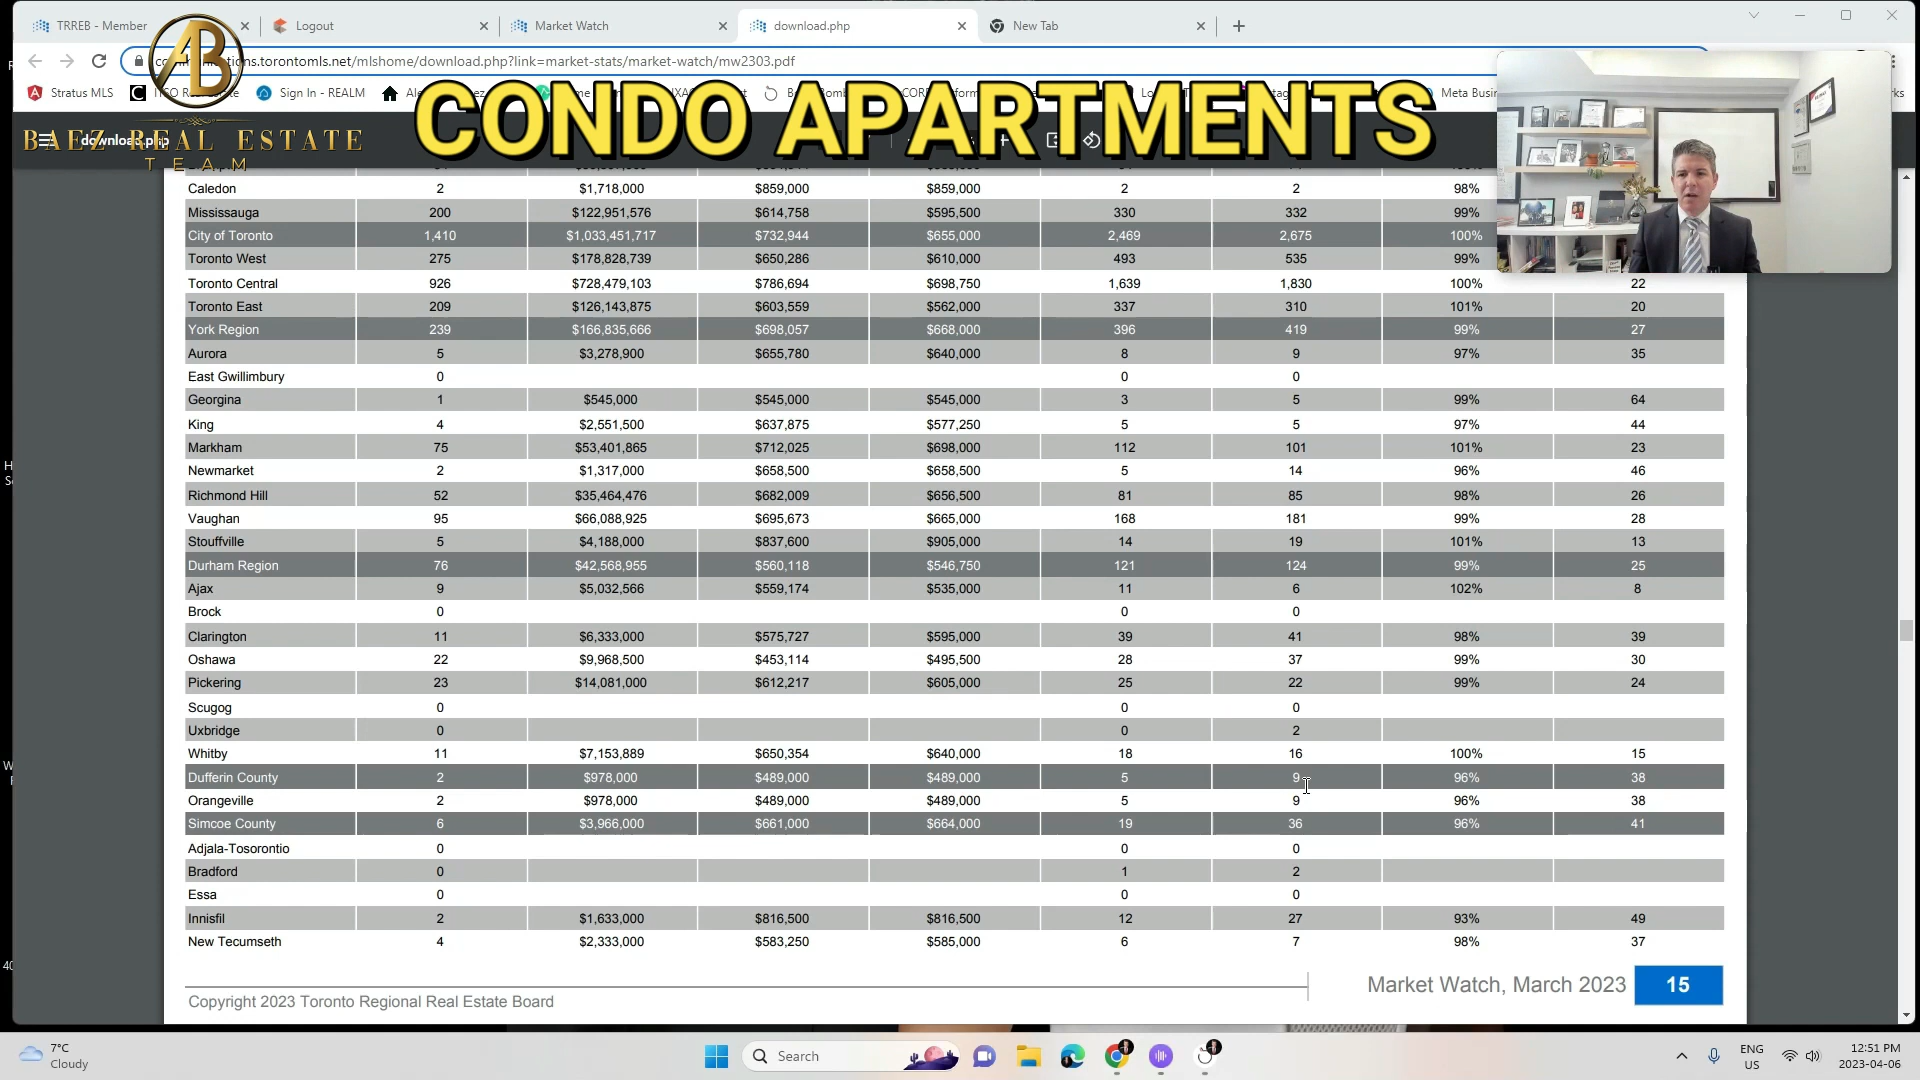 TRREB - Member
Logout
Market Watch
download.php
New Tab
tions.torontomls.net/mlshome/download.php?link=market-stats/market-watch/mw2303.pdf
Stratus MLS
Sign In - REALM
Meta Busin
CONDO APARTMENTS
AB
BAEZ REAL ESTATE
TEAM
download.php
Caledon 2 $1,718,000 $859,000 $859,000 2 2 98%
Mississauga 200 $122,951,576 $614,758 $595,500 330 332 99%
City of Toronto 1,410 $1,033,451,717 $732,944 $655,000 2,469 2,675 100%
Toronto West 275 $178,828,739 $650,286 $610,000 493 535 99%
Toronto Central 926 $728,479,103 $786,694 $698,750 1,639 1,830 100% 22
Toronto East 209 $126,143,875 $603,559 $562,000 337 310 101% 20
York Region 239 $166,835,666 $698,057 $668,000 396 419 99% 27
Aurora 5 $3,278,900 $655,780 $640,000 8 9 97% 35
East Gwillimbury 0 0 0
Georgina 1 $545,000 $545,000 $545,000 3 5 99% 64
King 4 $2,551,500 $637,875 $577,250 5 5 97% 44
Markham 75 $53,401,865 $712,025 $698,000 112 101 101% 23
Newmarket 2 $1,317,000 $658,500 $658,500 5 14 96% 46
Richmond Hill 52 $35,464,476 $682,009 $656,500 81 85 98% 26
Vaughan 95 $66,088,925 $695,673 $665,000 168 181 99% 28
Stouffville 5 $4,188,000 $837,600 $905,000 14 19 101% 13
Durham Region 76 $42,568,955 $560,118 $546,750 121 124 99% 25
Ajax 9 $5,032,566 $559,174 $535,000 11 6 102% 8
Brock 0 0 0
Clarington 11 $6,333,000 $575,727 $595,000 39 41 98% 39
Oshawa 22 $9,968,500 $453,114 $495,500 28 37 99% 30
Pickering 23 $14,081,000 $612,217 $605,000 25 22 99% 24
Scugog 0 0 0
Uxbridge 0 0 2
Whitby 11 $7,153,889 $650,354 $640,000 18 16 100% 15
Dufferin County 2 $978,000 $489,000 $489,000 5 9 96% 38
Orangeville 2 $978,000 $489,000 $489,000 5 9 96% 38
Simcoe County 6 $3,966,000 $661,000 $664,000 19 36 96% 41
Adjala-Tosorontio 0 0 0
Bradford 0 1 2
Essa 0 0 0
Innisfil 2 $1,633,000 $816,500 $816,500 12 27 93% 49
New Tecumseth 4 $2,333,000 $583,250 $585,000 6 7 98% 37
Market Watch, March 2023 15
Copyright 2023 Toronto Regional Real Estate Board
7°C
Cloudy
Search
ENG
US
12:51 PM
2023-04-06